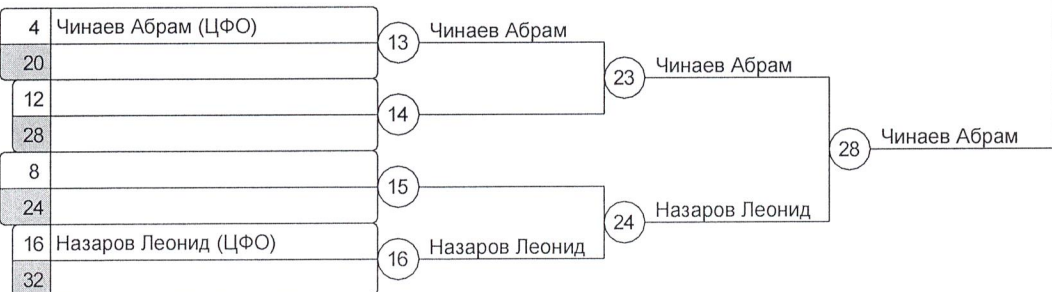 4 Чинаев Абрам (ЦФО)
20
12
28
8
24
16 Назаров Леонид (ЦФО)
32
13 Чинаев Абрам
14
15
16 Назаров Леонид
23 Чинаев Абрам
24 Назаров Леонид
28 Чинаев Абрам